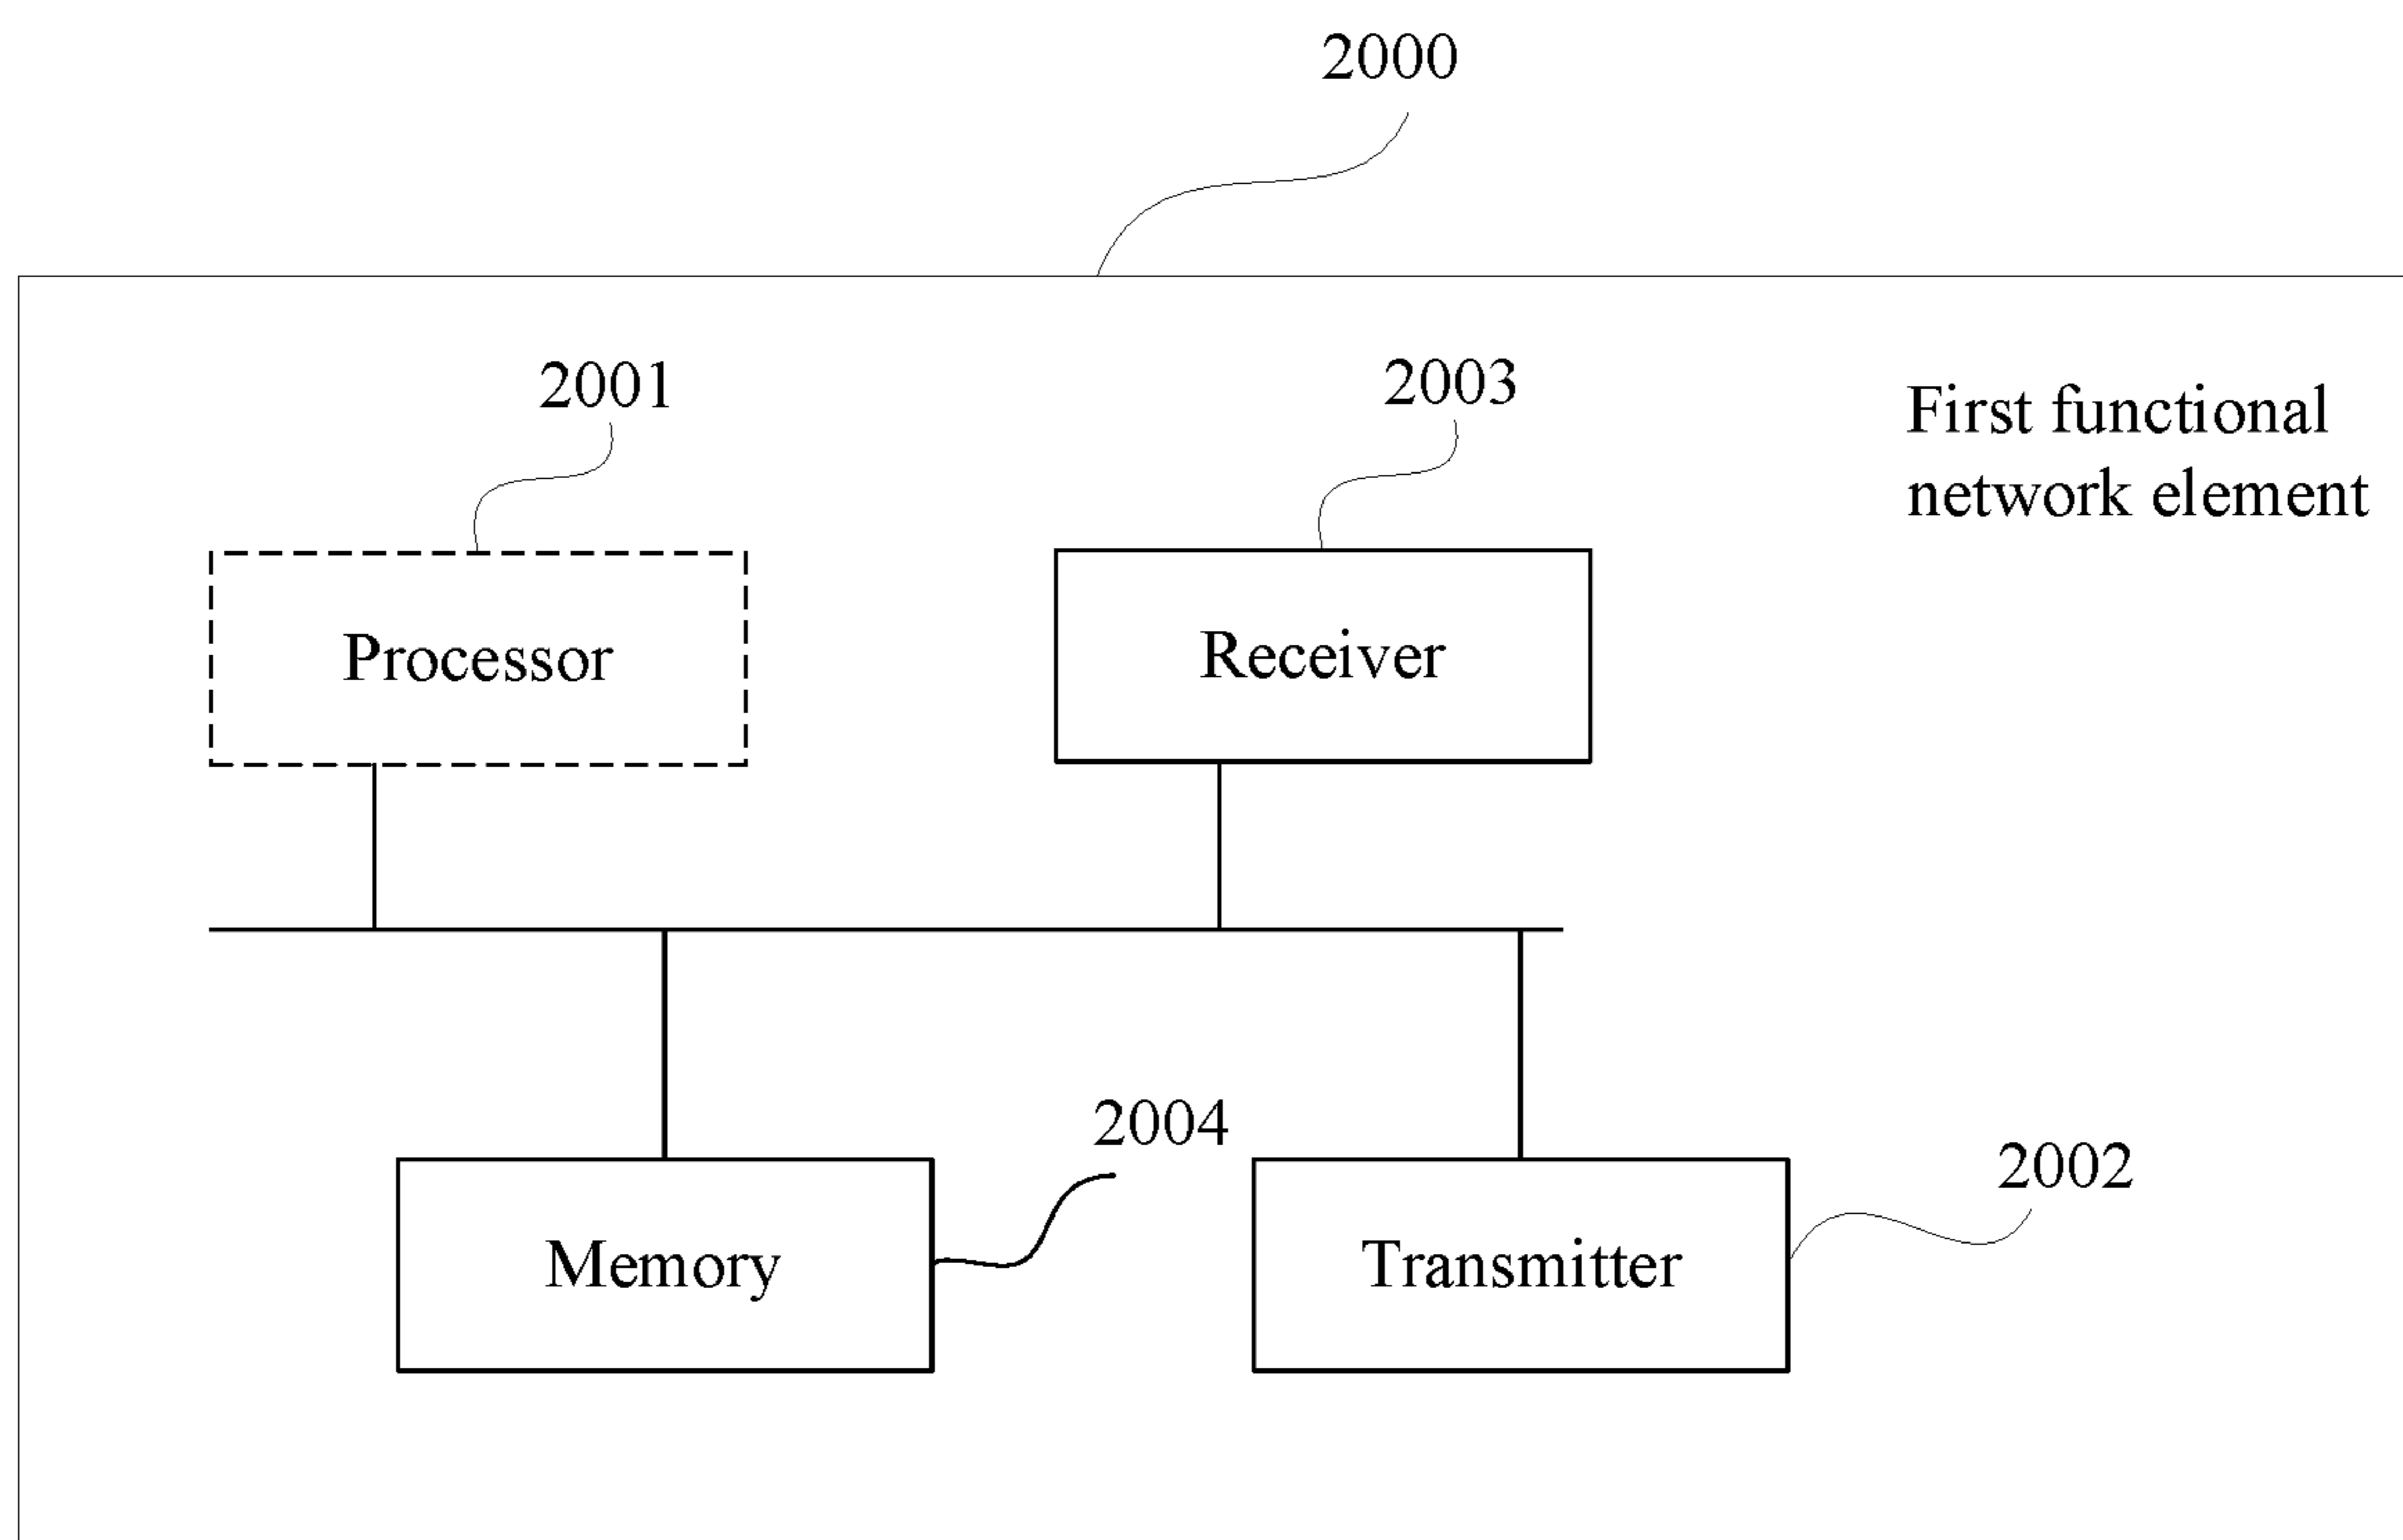 2000
2001
2003
First functional
network element
Processor
Receiver
2004
2002
Memory
Transmitter